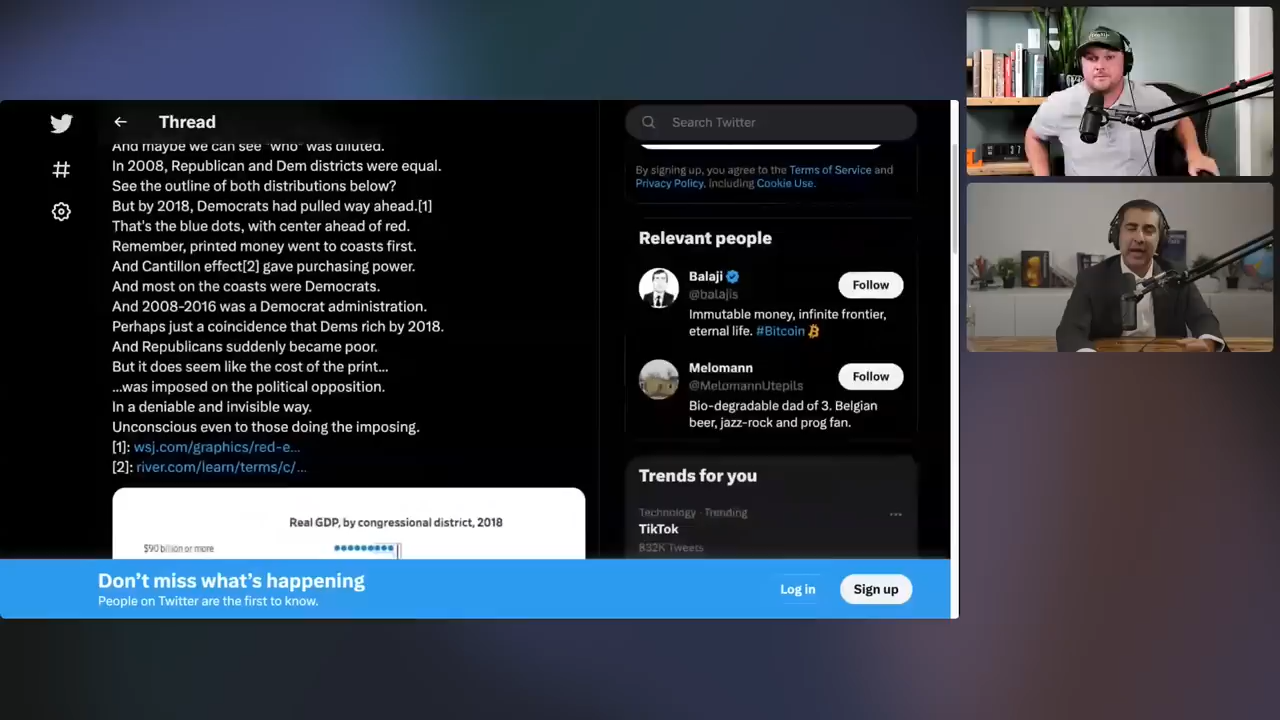 Thread
And maybe we can see "who" was diluted.
In 2008, Republican and Dem districts were equal.
See the outline of both distributions below?
But by 2018, Democrats had pulled way ahead.[1]
That's the blue dots, with center ahead of red.
Remember, printed money went to coasts first.
And Cantillon effect[2] gave purchasing power.
And most on the coasts were Democrats.
And 2008-2016 was a Democrat administration.
Perhaps just a coincidence that Dems rich by 2018.
And Republicans suddenly became poor.
But it does seem like the cost of the print...
...was imposed on the political opposition.
In a deniable and invisible way.
Unconscious even to those doing the imposing.
[1]: wsj.com/graphics/red-e...
[2]: river.com/learn/terms/c/...
Real GDP, by congressional district, 2018
$90 billion or more
Search Twitter
By signing up, you agree to the Terms of Service and
Privacy Policy, including Cookie Use.
Relevant people
Balaji
@balajis
Follow
Immutable money, infinite frontier,
eternal life. #Bitcoin
Melomann
@MelomannUtepils
Follow
Bio-degradable dad of 3. Belgian
beer, jazz-rock and prog fan.
Trends for you
Technology · Trending
TikTok
832K Tweets
Don't miss what's happening
People on Twitter are the first to know.
Log in
Sign up